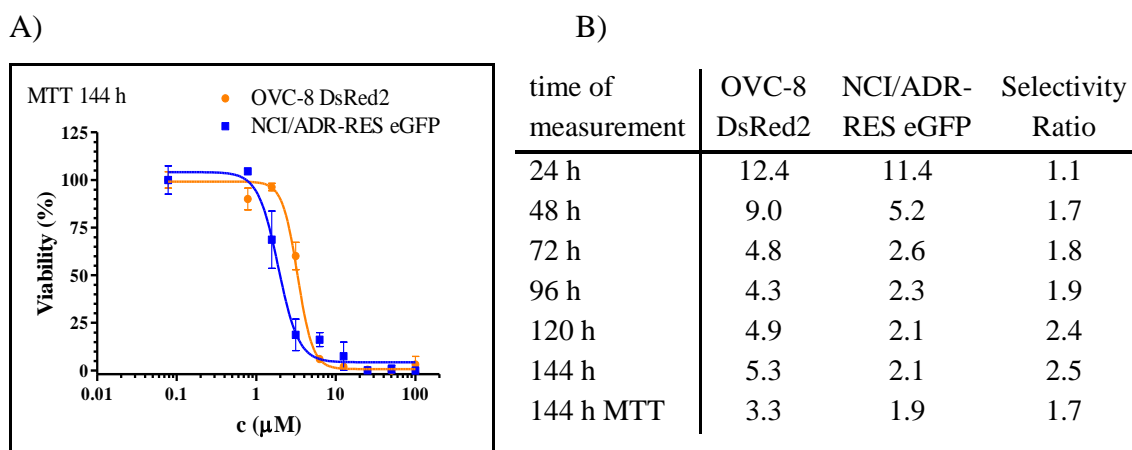 A)
MTT 144 h
OVC-8 DsRed2
NCI/ADR-RES eGFP
125
100
75
50
25
0
Viability (%)
0.01 0.1 1 10 100
c (μM)
B)
time of measurement OVC-8 DsRed2 NCI/ADR-RES eGFP Selectivity Ratio
24 h 12.4 11.4 1.1
48 h 9.0 5.2 1.7
72 h 4.8 2.6 1.8
96 h 4.3 2.3 1.9
120 h 4.9 2.1 2.4
144 h 5.3 2.1 2.5
144 h MTT 3.3 1.9 1.7